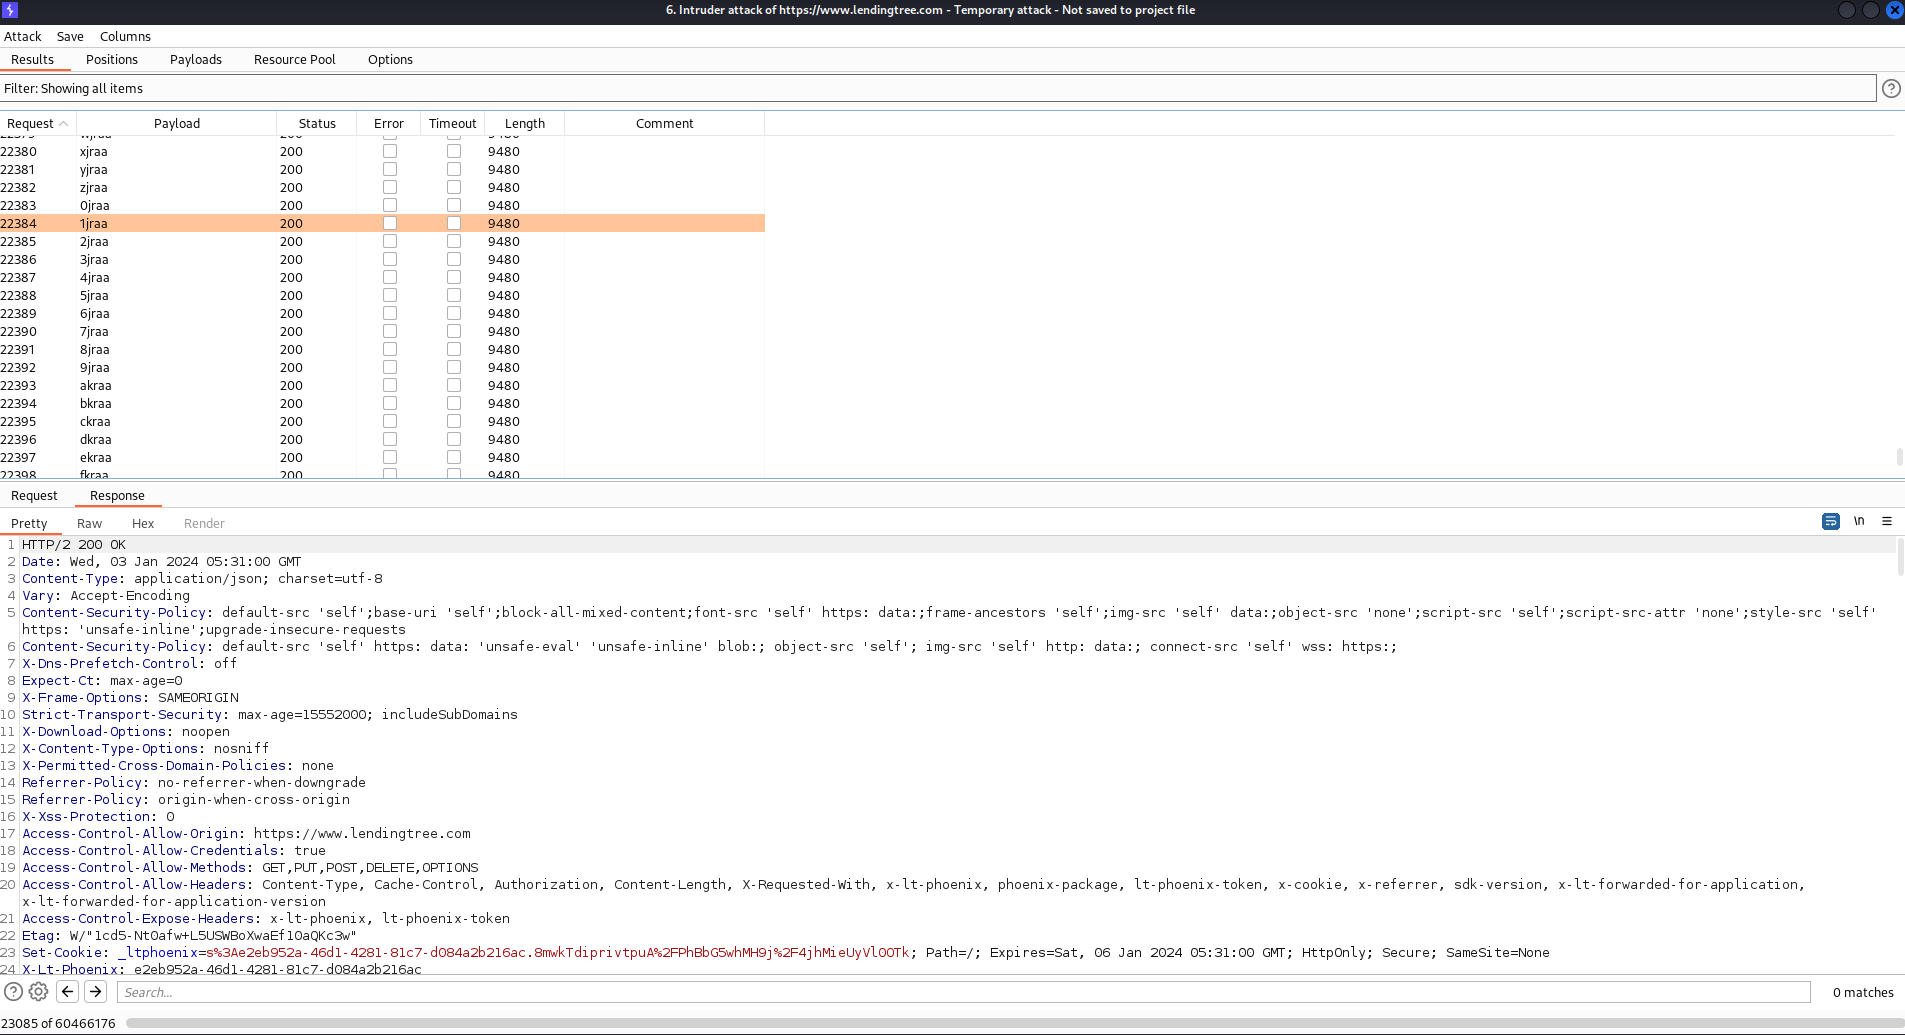 6. Intruder attack of https://www.lendingtree.com - Temporary attack - Not saved to project file
Attack Save Columns
Results Positions Payloads Resource Pool Options
Filter: Showing all items
Request Payload Status Error Timeout Length Comment
22379 wjraa 200 9480
22380 xjraa 200 9480
22381 yjraa 200 9480
22382 zjraa 200 9480
22383 0jraa 200 9480
22384 1jraa 200 9480
22385 2jraa 200 9480
22386 3jraa 200 9480
22387 4jraa 200 9480
22388 5jraa 200 9480
22389 6jraa 200 9480
22390 7jraa 200 9480
22391 8jraa 200 9480
22392 9jraa 200 9480
22393 akraa 200 9480
22394 bkraa 200 9480
22395 ckraa 200 9480
22396 dkraa 200 9480
22397 ekraa 200 9480
22398 fkraa 200 9480
Request Response
Pretty Raw Hex Render \n
1 HTTP/2 200 OK
2 Date: Wed, 03 Jan 2024 05:31:00 GMT
3 Content-Type: application/json; charset=utf-8
4 Vary: Accept-Encoding
5 Content-Security-Policy: default-src 'self';base-uri 'self';block-all-mixed-content;font-src 'self' https: data:;frame-ancestors 'self';img-src 'self' data:;object-src 'none';script-src 'self';script-src-attr 'none';style-src 'self'
https: 'unsafe-inline';upgrade-insecure-requests
6 Content-Security-Policy: default-src 'self' https: data: 'unsafe-eval' 'unsafe-inline' blob:; object-src 'self'; img-src 'self' http: data:; connect-src 'self' wss: https:;
7 X-Dns-Prefetch-Control: off
8 Expect-Ct: max-age=0
9 X-Frame-Options: SAMEORIGIN
10 Strict-Transport-Security: max-age=15552000; includeSubDomains
11 X-Download-Options: noopen
12 X-Content-Type-Options: nosniff
13 X-Permitted-Cross-Domain-Policies: none
14 Referrer-Policy: no-referrer-when-downgrade
15 Referrer-Policy: origin-when-cross-origin
16 X-Xss-Protection: 0
17 Access-Control-Allow-Origin: https://www.lendingtree.com
18 Access-Control-Allow-Credentials: true
19 Access-Control-Allow-Methods: GET,PUT,POST,DELETE,OPTIONS
20 Access-Control-Allow-Headers: Content-Type, Cache-Control, Authorization, Content-Length, X-Requested-With, x-lt-phoenix, phoenix-package, lt-phoenix-token, x-cookie, x-referrer, sdk-version, x-lt-forwarded-for-application,
x-lt-forwarded-for-application-version
21 Access-Control-Expose-Headers: x-lt-phoenix, lt-phoenix-token
22 Etag: W/"1cd5-Nt0afw+L5USWBoXwaEf10aQKc3w"
23 Set-Cookie: _ltphoenix=s%3Ae2eb952a-46d1-4281-81c7-d084a2b216ac.8mwkTdiprivtpuA%2FPhBbG5whMH9j%2F4jhMieUyVl0OTk; Path=/; Expires=Sat, 06 Jan 2024 05:31:00 GMT; HttpOnly; Secure; SameSite=None
24 X-Lt-Phoenix: e2eb952a-46d1-4281-81c7-d084a2b216ac
Search... 0 matches
23085 of 60466176